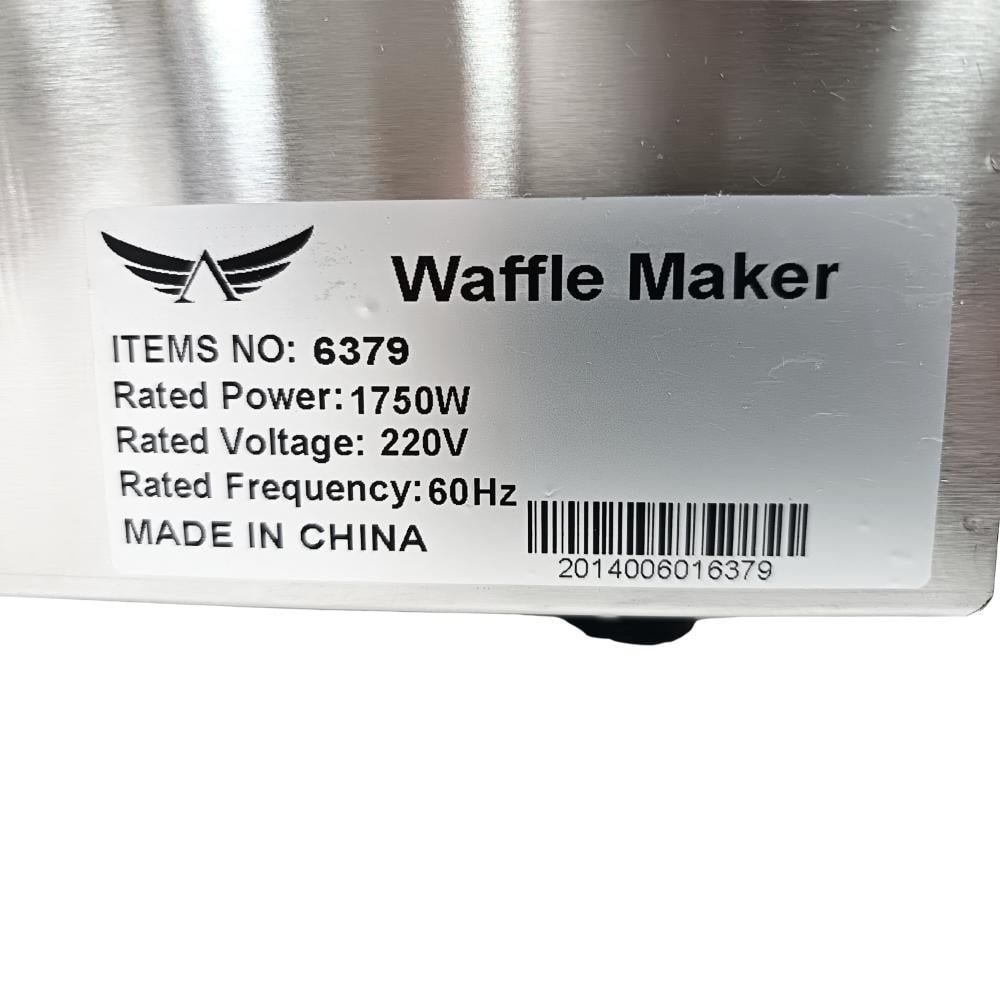 Waffle Maker
ITEMS NO: 6379
Rated Power: 1750W
Rated Voltage: 220V
Rated Frequency: 60Hz
MADE IN CHINA
2014006016379